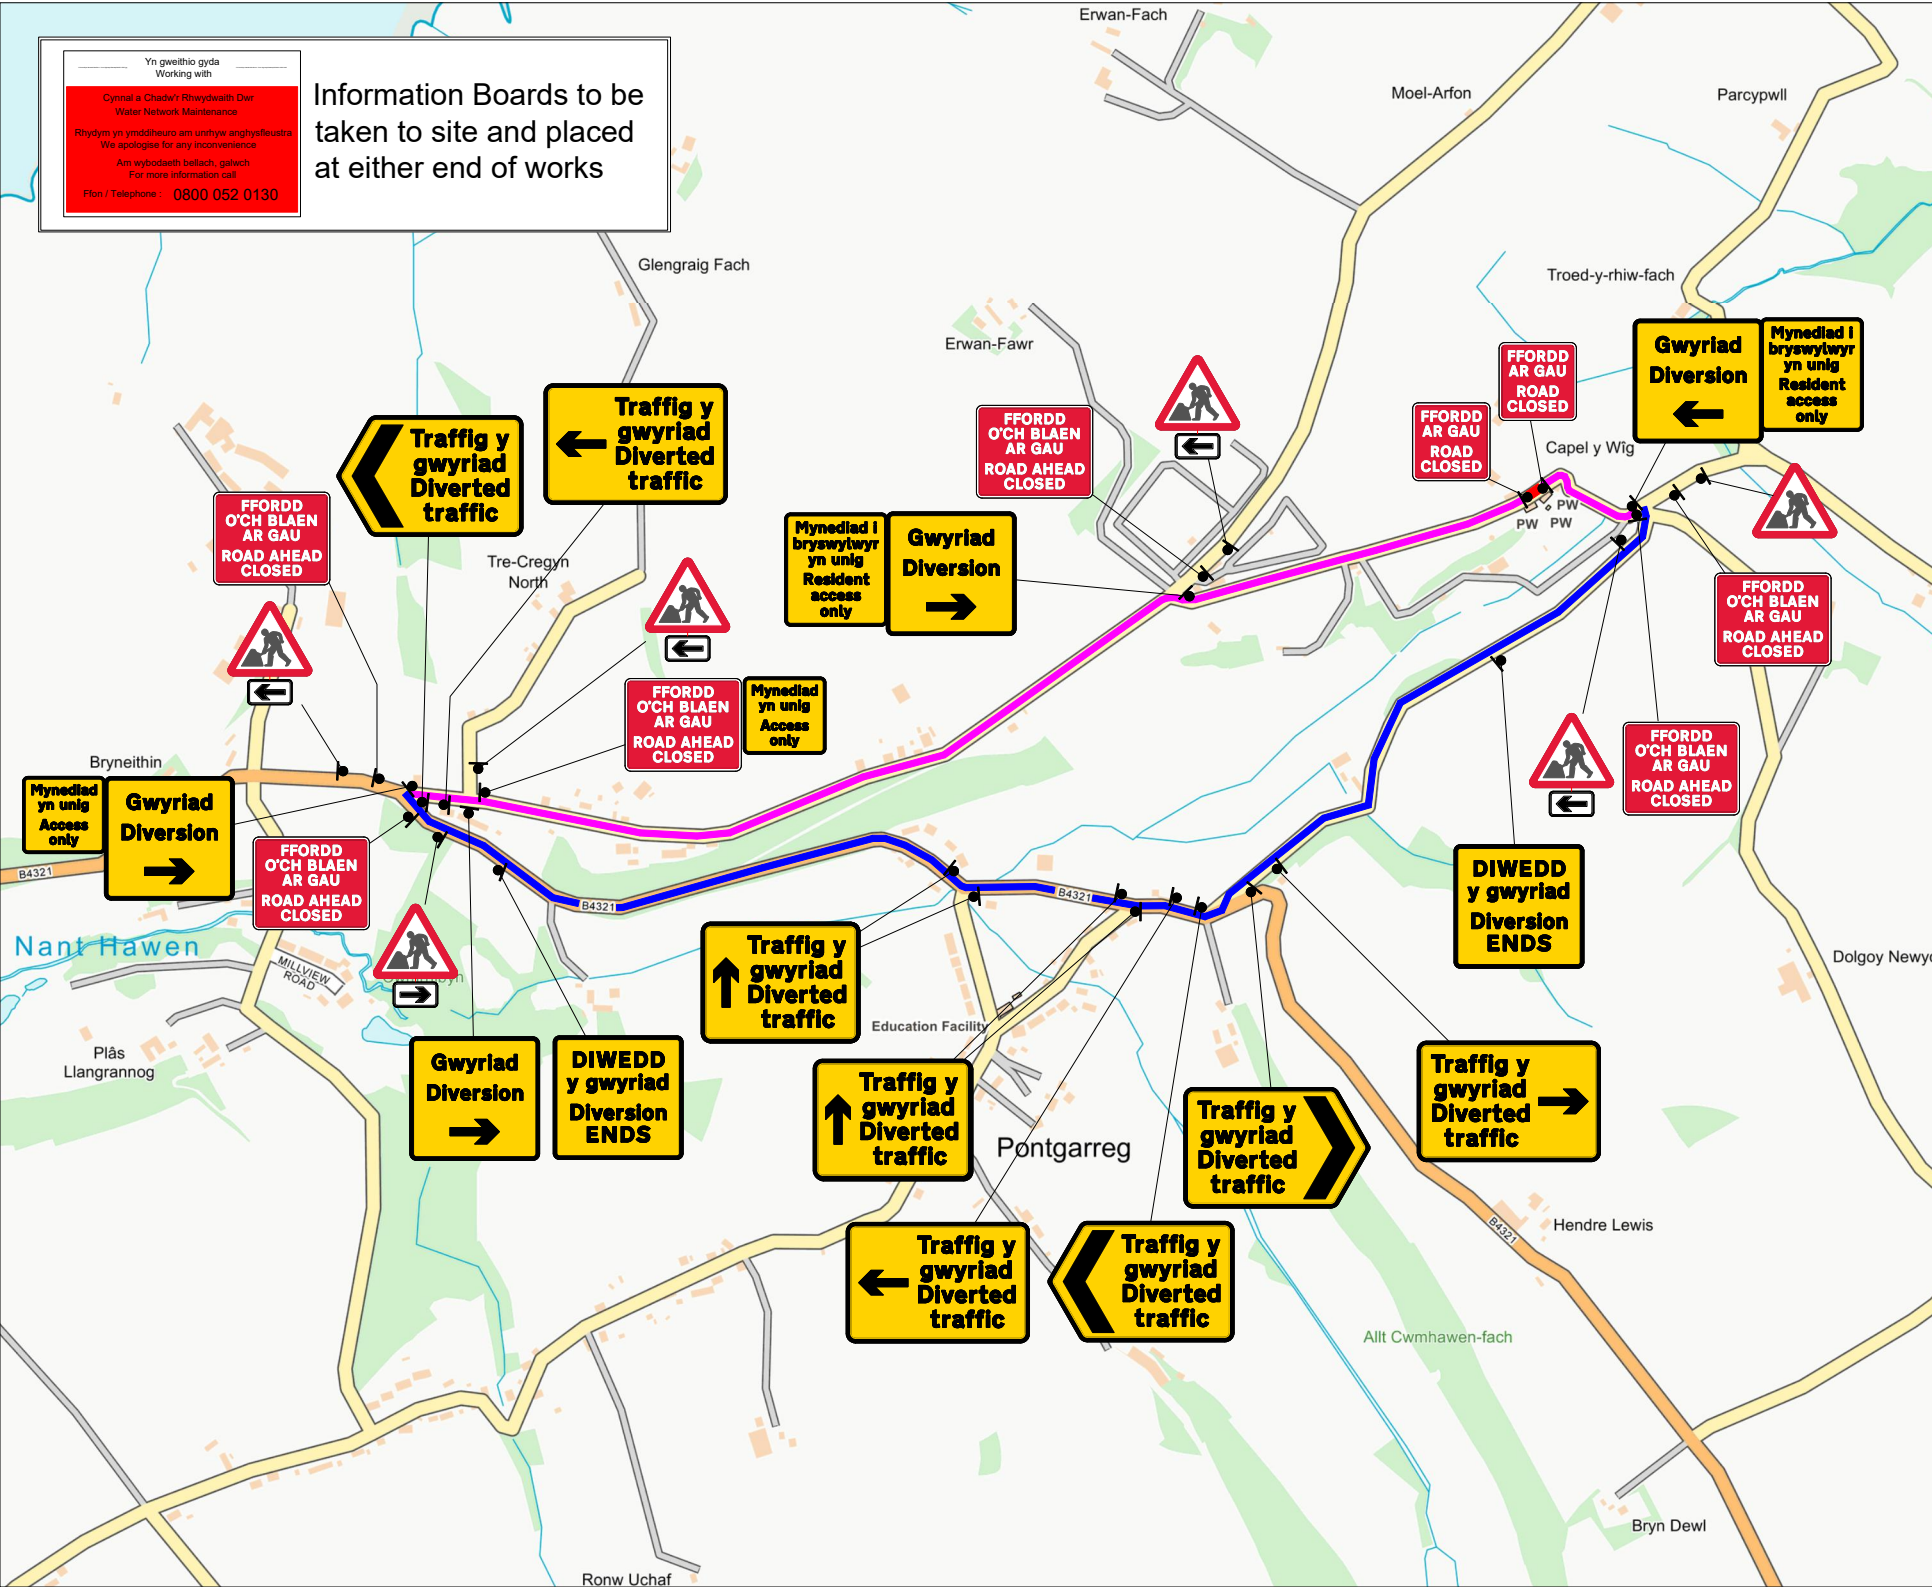 Yn gweithio gyda
Working with
Cynnal a Chadw'r Rhwydwaith Dwr
Water Network Maintenance
Rhydym yn ymddiheuro am unrhyw anghysfleustra
We apologise for any inconvenience
Am wybodaeth bellach, galwch
For more information call
Ffon / Telephone : 0800 052 0130
Information Boards to be
taken to site and placed
at either end of works
Erwan-Fach
Moel-Arfon
Parcypwll
Glengraig Fach
Troed-y-rhiw-fach
Erwan-Fawr
Gwyriad
Diversion
Mynediad i
bryswylwyr
yn unig
Resident
access
only
FFORDD
AR GAU
ROAD
CLOSED
FFORDD
AR GAU
ROAD
CLOSED
Capel y Wîg
PW
PW
PW
FFORDD
O'CH BLAEN
AR GAU
ROAD AHEAD
CLOSED
Traffig y
gwyriad
Diverted
traffic
Traffig y
gwyriad
Diverted
traffic
FFORDD
O'CH BLAEN
AR GAU
ROAD AHEAD
CLOSED
Mynediad i
bryswylwyr
yn unig
Resident
access
only
Gwyriad
Diversion
Tre-Cregyn
North
FFORDD
O'CH BLAEN
AR GAU
ROAD AHEAD
CLOSED
FFORDD
O'CH BLAEN
AR GAU
ROAD AHEAD
CLOSED
Mynediad
yn unig
Access
only
FFORDD
O'CH BLAEN
AR GAU
ROAD AHEAD
CLOSED
Bryneithin
Mynediad
yn unig
Access
only
Gwyriad
Diversion
B4321
FFORDD
O'CH BLAEN
AR GAU
ROAD AHEAD
CLOSED
B4321
B4321
DIWEDD
y gwyriad
Diversion
ENDS
Nant Hawen
MILLVIEW
ROAD
Traffig y
gwyriad
Diverted
traffic
Dolgoy Newyd
Education Facility
Plâs
Llangrannog
Gwyriad
Diversion
DIWEDD
y gwyriad
Diversion
ENDS
Traffig y
gwyriad
Diverted
traffic
Pontgarreg
Traffig y
gwyriad
Diverted
traffic
Traffig y
gwyriad
Diverted
traffic
Traffig y
gwyriad
Diverted
traffic
Traffig y
gwyriad
Diverted
traffic
B4321
Hendre Lewis
Allt Cwmhawen-fach
Bryn Dewl
Ronw Uchaf